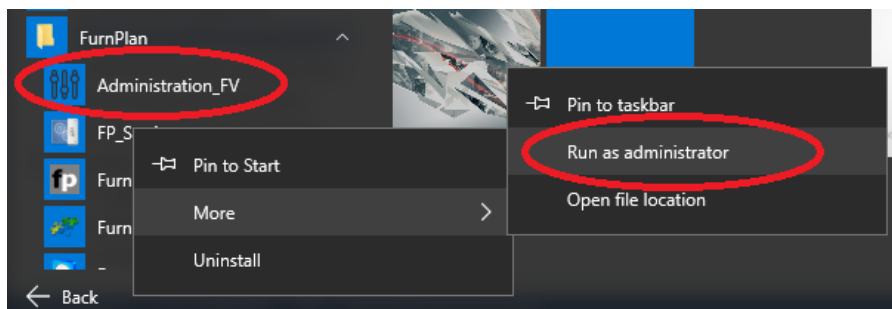 FurnPlan
Administration_FV
FP_S
fp Furn
Furn
Pin to Start
More
Uninstall
Pin to taskbar
Run as administrator
Open file location
Back